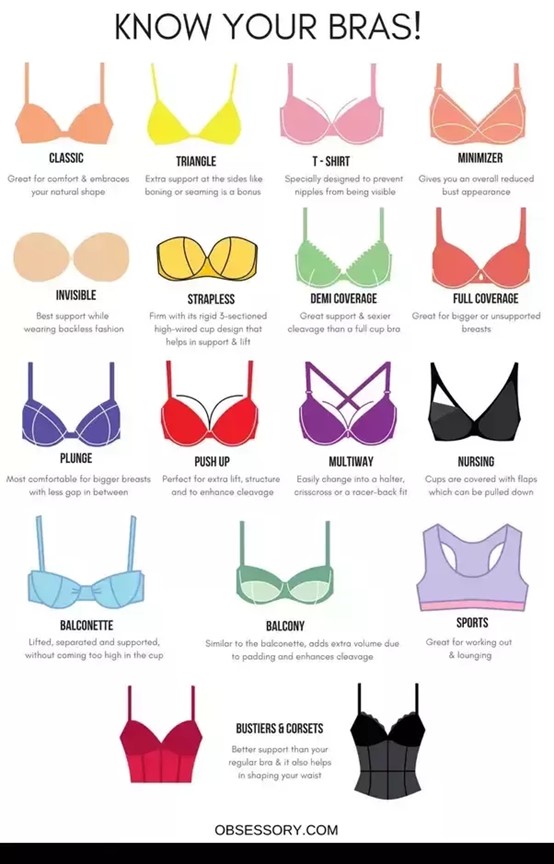 KNOW YOUR BRAS!
CLASSIC
Great for comfort & embraces
your natural shape
TRIANGLE
Extra support at the sides like
boning or seaming is a bonus
T - SHIRT
Specially designed to prevent
nipples from being visible
MINIMIZER
Gives you an overall reduced
bust appearance
INVISIBLE
Best support while
wearing backless fashion
STRAPLESS
Firm with its rigid 3-sectioned
high-wired cup design that
helps in support & lift
DEMI COVERAGE
Great support & sexier
cleavage than a full cup bra
FULL COVERAGE
Great for bigger or unsupported
breasts
PLUNGE
Most comfortable for bigger breasts
with less gap in between
PUSH UP
Perfect for extra lift, structure
and to enhance cleavage
MULTIWAY
Easily change into a halter,
crisscross or a racer-back fit
NURSING
Cups are covered with flaps
which can be pulled down
BALCONETTE
Lifted, separated and supported,
without coming too high in the cup
BALCONY
Similar to the balconette, adds extra volume due
to padding and enhances cleavage
SPORTS
Great for working out
& lounging
BUSTIERS & CORSETS
Better support than your
regular bra & it also helps
in shaping your waist
OBSESSORY.COM